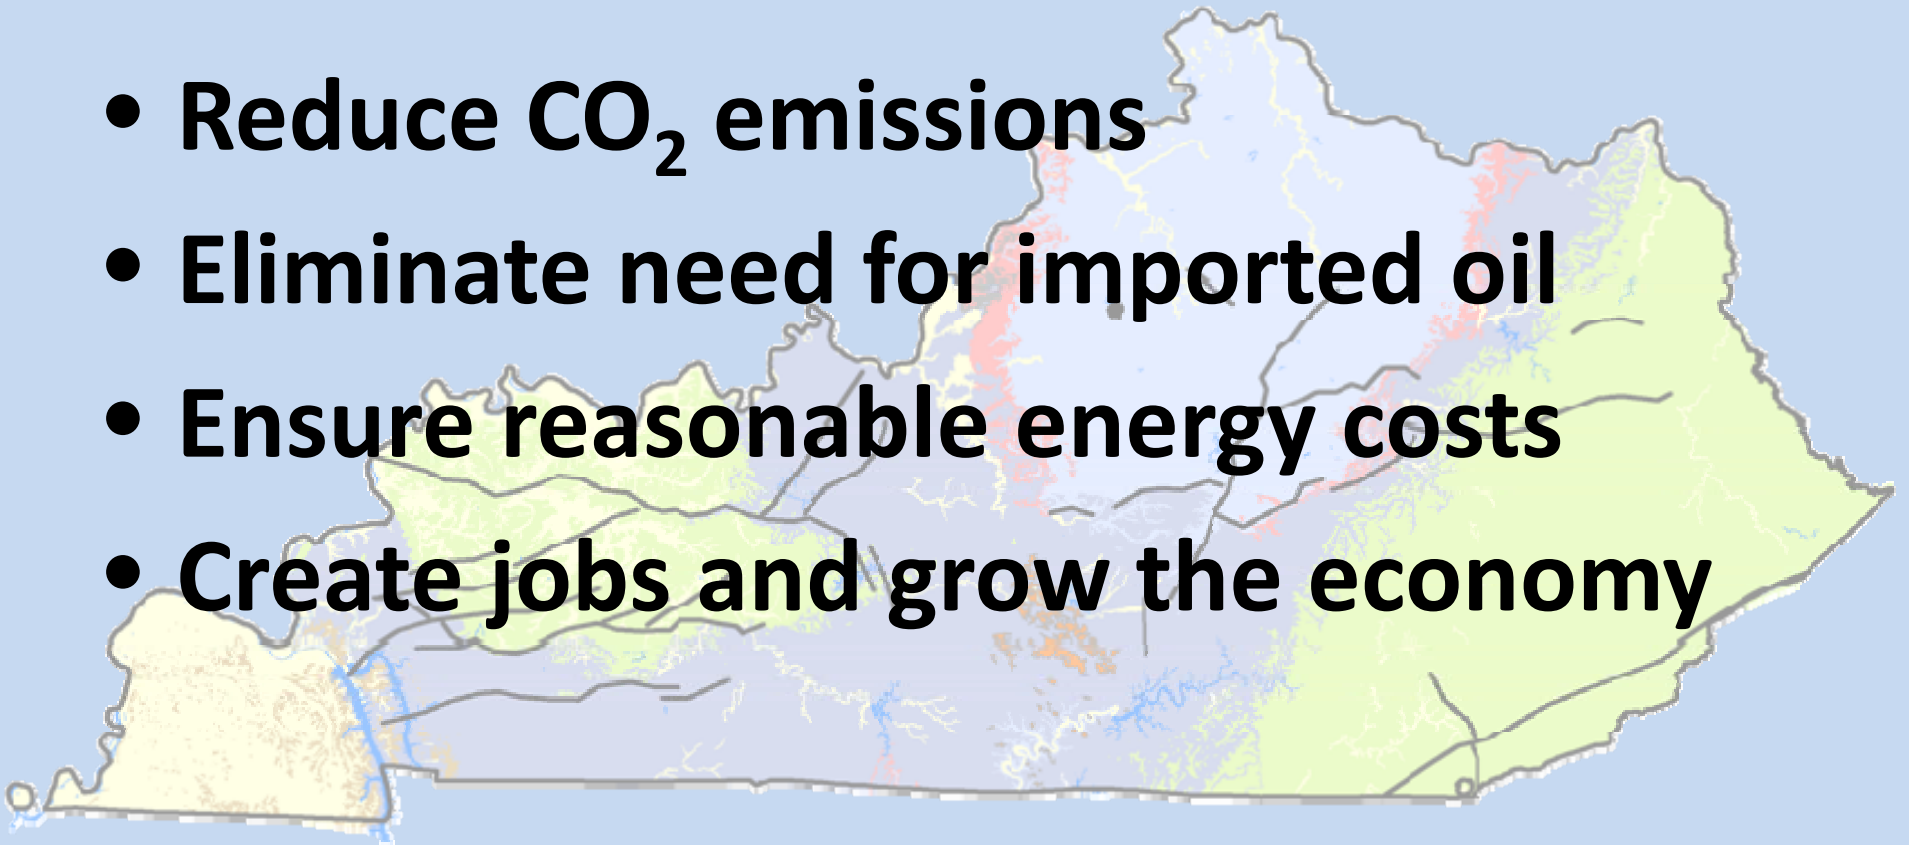 • Reduce CO₂ emissions
• Eliminate need for imported oil
• Ensure reasonable energy costs
• Create jobs and grow the economy